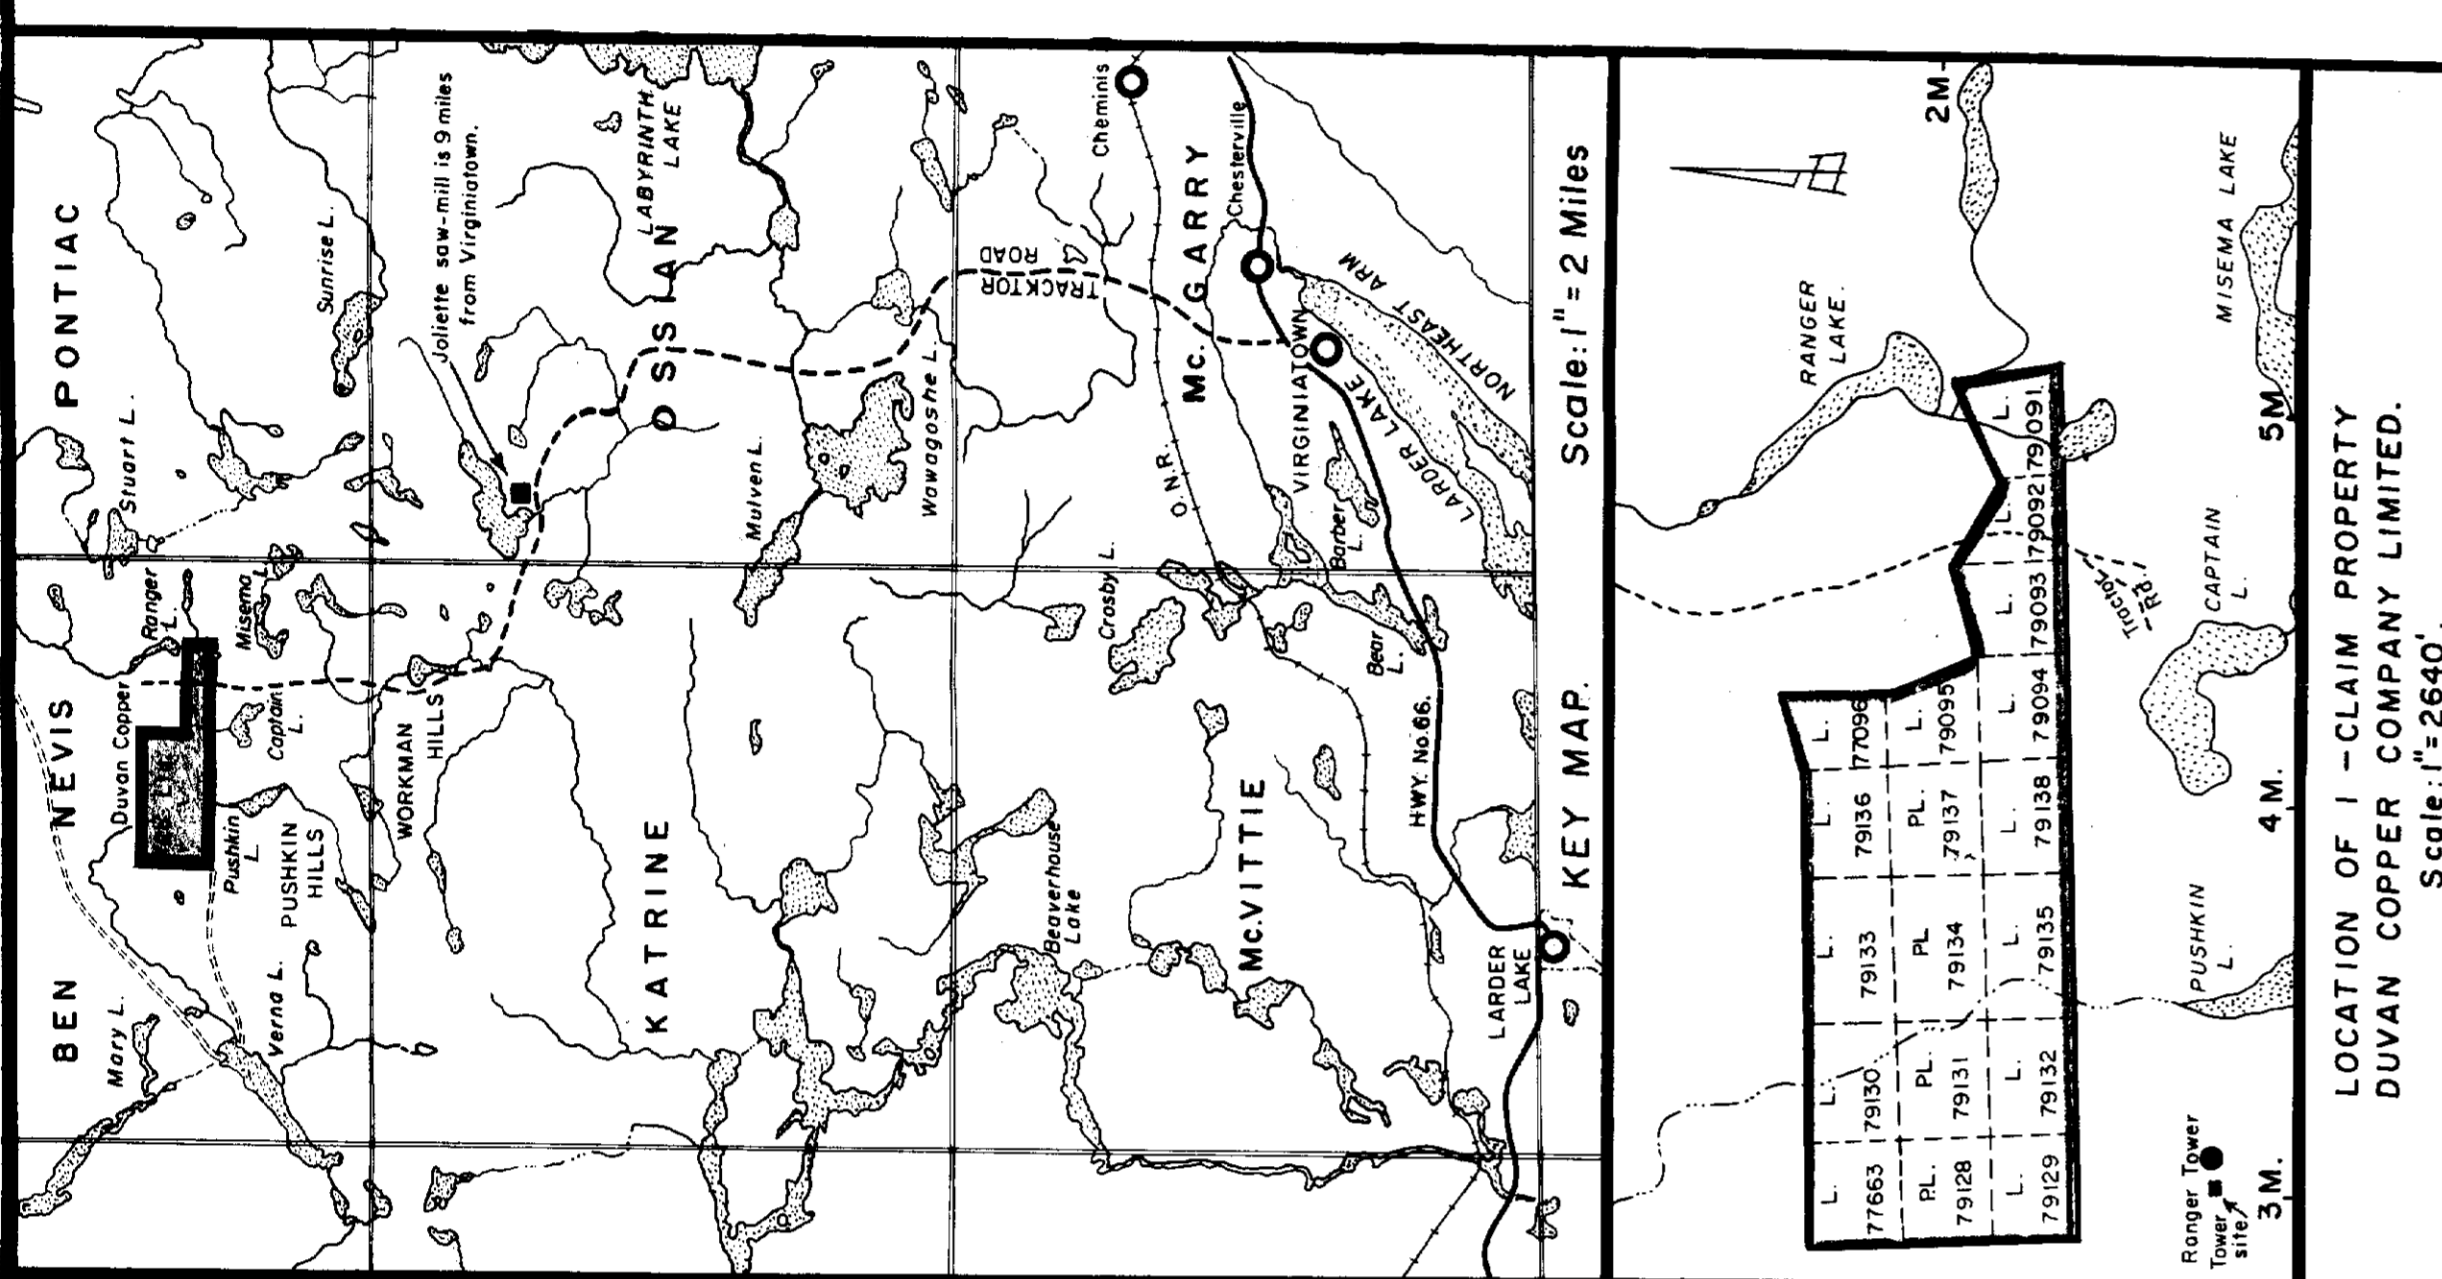 BEN NEVIS
PONTIAC
Mary L.
Stuart L.
Duvan Copper
Ranger
L.
Sunrise L.
Misema
L.
Captain
L.
Pushkin
L.
PUSHKIN
HILLS
Verna L.
WORKMAN
HILLS
Joliette saw-mill is 9 miles
from Virginiatown.
LABYRINTH
LAKE
KATRINE
OSSIAN
Mulven L.
Wawagoshe L.
TRACKTOR
ROAD
Beaverhouse
Lake
Crosby L.
Cheminis
O.N.R.
Mc.VITTIE
Mc. GARRY
Chesterville
VIRGINIATOWN
Barber
L.
Bear
L.
LARDER LAKE
NORTHEAST ARM
LARDER LAKE
HWY. No.66.
LARDER
LAKE
KEY MAP.
Scale: 1" = 2 Miles
RANGER
LAKE.
2M
MISEMA LAKE
L.
77663
L.
79130
L.
79133
L.
79136
L.
77096
PL.
79128
PL.
79131
PL
79134
PL.
79137
L.
79095
L.
79129
L.
79132
L.
79135
L.
79138
L.
79094
L.
79093
L.
79092
L.
79091
Tractor
Rd.
CAPTAIN
L.
PUSHKIN
L.
Ranger Tower
Tower
site
3M.
4M.
5M
LOCATION OF 1 -CLAIM PROPERTY
DUVAN COPPER COMPANY LIMITED.
Scale: 1" = 2640'.